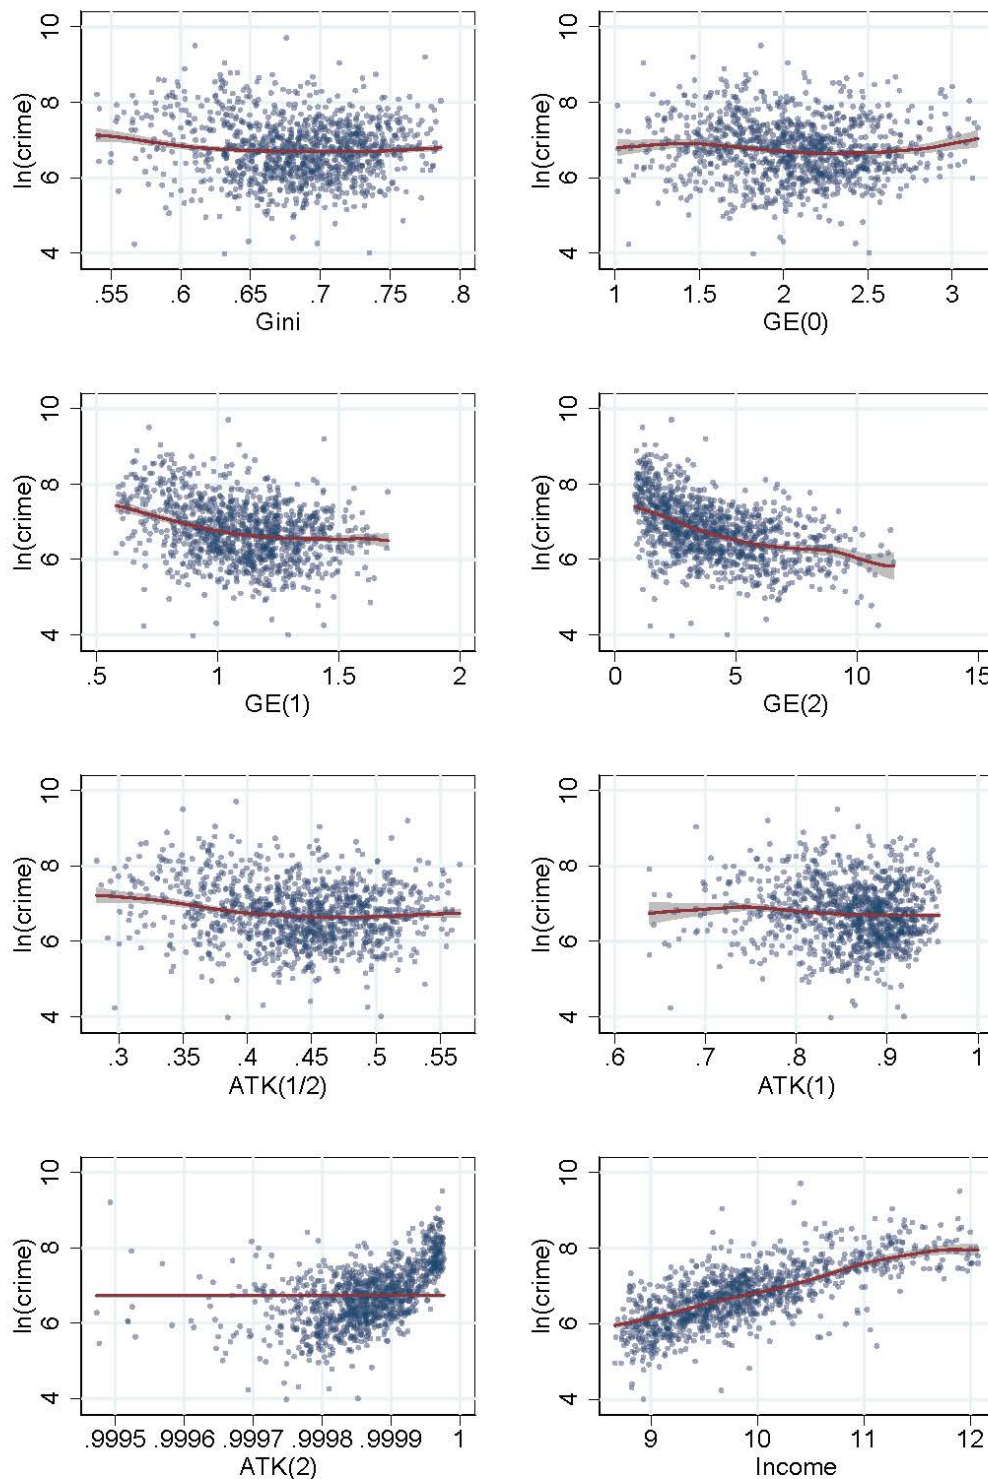 ln(crime)
10
8
6
4
.55 .6 .65 .7 .75 .8
Gini
ln(crime)
10
8
6
4
1 1.5 2 2.5 3
GE(0)
ln(crime)
10
8
6
4
.5 1 1.5 2
GE(1)
ln(crime)
10
8
6
4
0 5 10 15
GE(2)
ln(crime)
10
8
6
4
.3 .35 .4 .45 .5 .55
ATK(1/2)
ln(crime)
10
8
6
4
.6 .7 .8 .9 1
ATK(1)
ln(crime)
10
8
6
4
.9995 .9996 .9997 .9998 .9999 1
ATK(2)
ln(crime)
10
8
6
4
9 10 11 12
Income